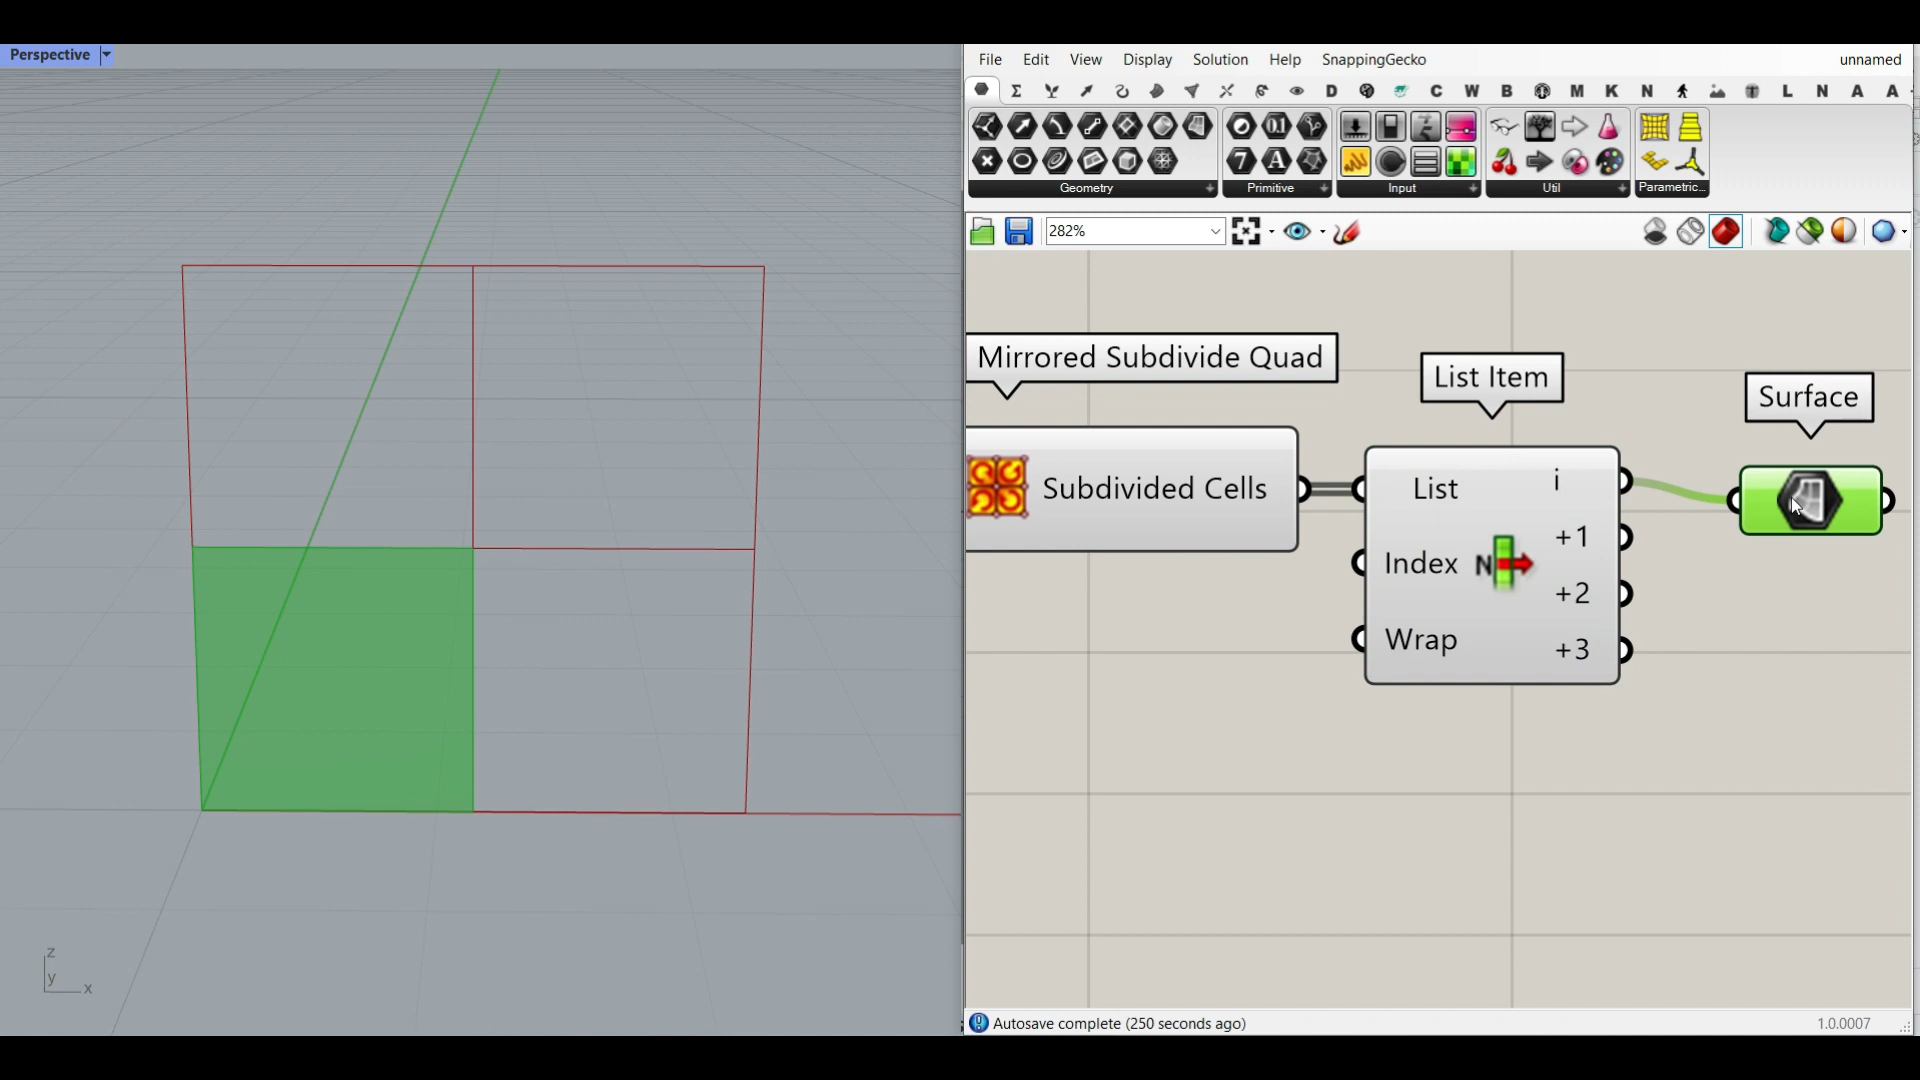 Perspective
File Edit View Display Solution Help SnappingGecko unnamed
Σ D C W B M K N L N A A
Geometry Primitive Input Util Parametric...
282%
Mirrored Subdivide Quad
List Item
Surface
Subdivided Cells
List
Index
Wrap
N
i
+1
+2
+3
z
y
x
Autosave complete (250 seconds ago)
1.0.0007